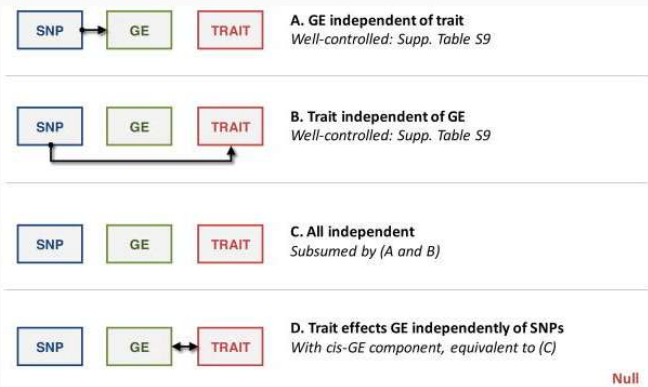 SNP GE TRAIT
A. GE independent of trait
Well-controlled: Supp. Table S9
SNP GE TRAIT
B. Trait independent of GE
Well-controlled: Supp. Table S9
SNP GE TRAIT
C. All independent
Subsumed by (A and B)
SNP GE TRAIT
D. Trait effects GE independently of SNPs
With cis-GE component, equivalent to (C)
Null